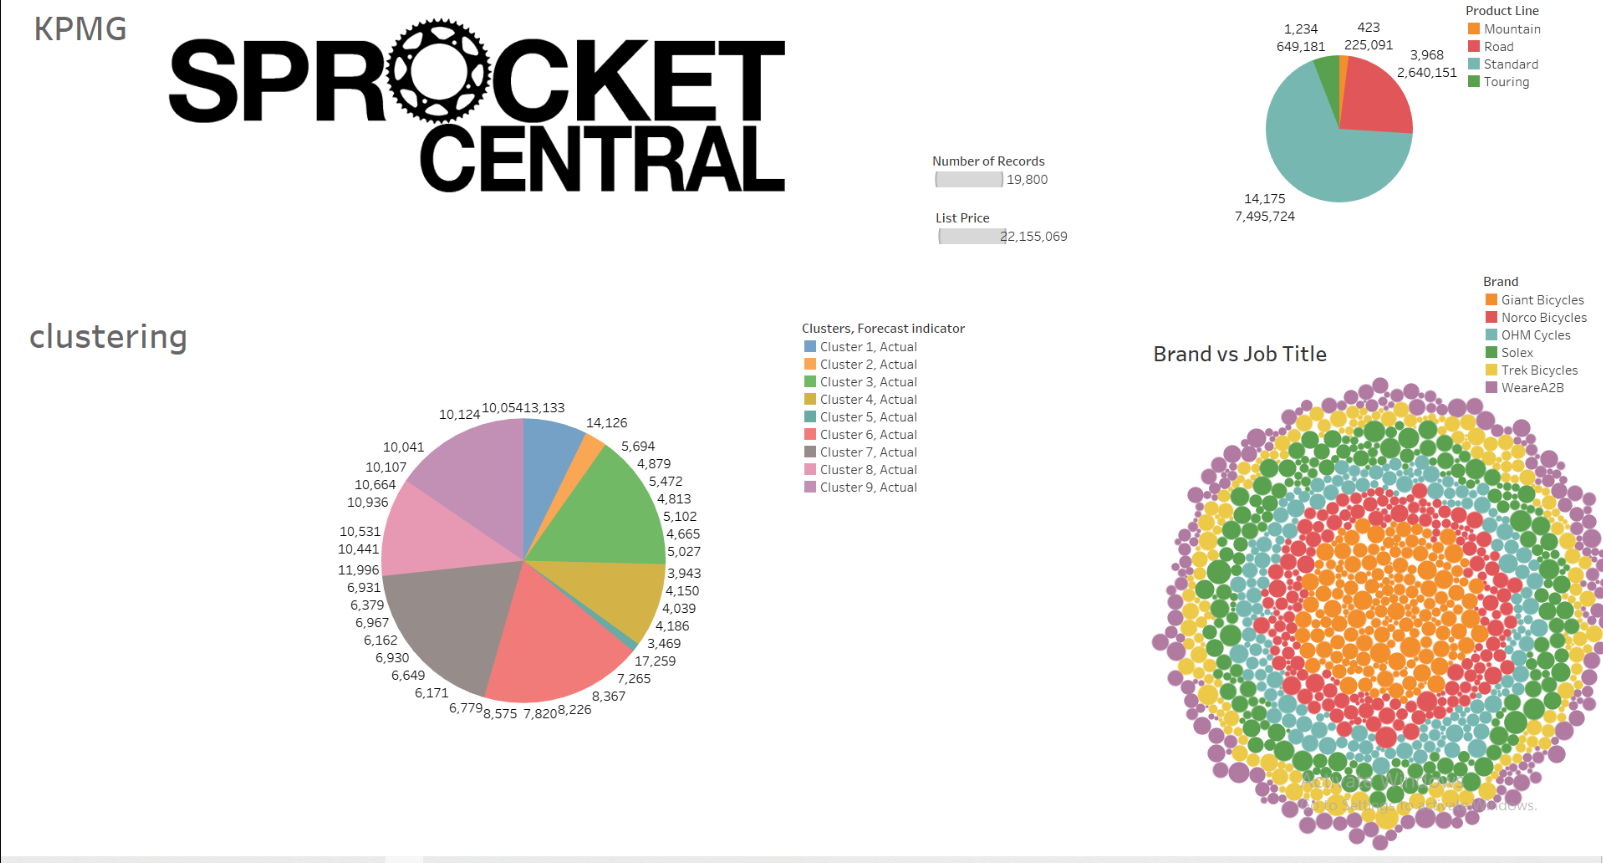 KPMG
SPROCKET
CENTRAL
Number of Records
19,800
List Price
22,155,069
1,234
649,181
423
225,091
3,968
2,640,151
14,175
7,495,724
Product Line
Mountain
Road
Standard
Touring
clustering
10,054
13,133
14,126
5,694
4,879
5,472
4,813
5,102
4,665
5,027
3,943
4,150
4,039
4,186
3,469
17,259
7,265
8,367
8,226
7,820
8,575
6,779
6,171
6,649
6,930
6,162
6,967
6,379
6,931
11,996
10,441
10,531
10,936
10,664
10,107
10,041
10,124
Clusters, Forecast indicator
Cluster 1, Actual
Cluster 2, Actual
Cluster 3, Actual
Cluster 4, Actual
Cluster 5, Actual
Cluster 6, Actual
Cluster 7, Actual
Cluster 8, Actual
Cluster 9, Actual
Brand vs Job Title
Brand
Giant Bicycles
Norco Bicycles
OHM Cycles
Solex
Trek Bicycles
WeareA2B
Activate Windows
Go to Settings to activate Windows.